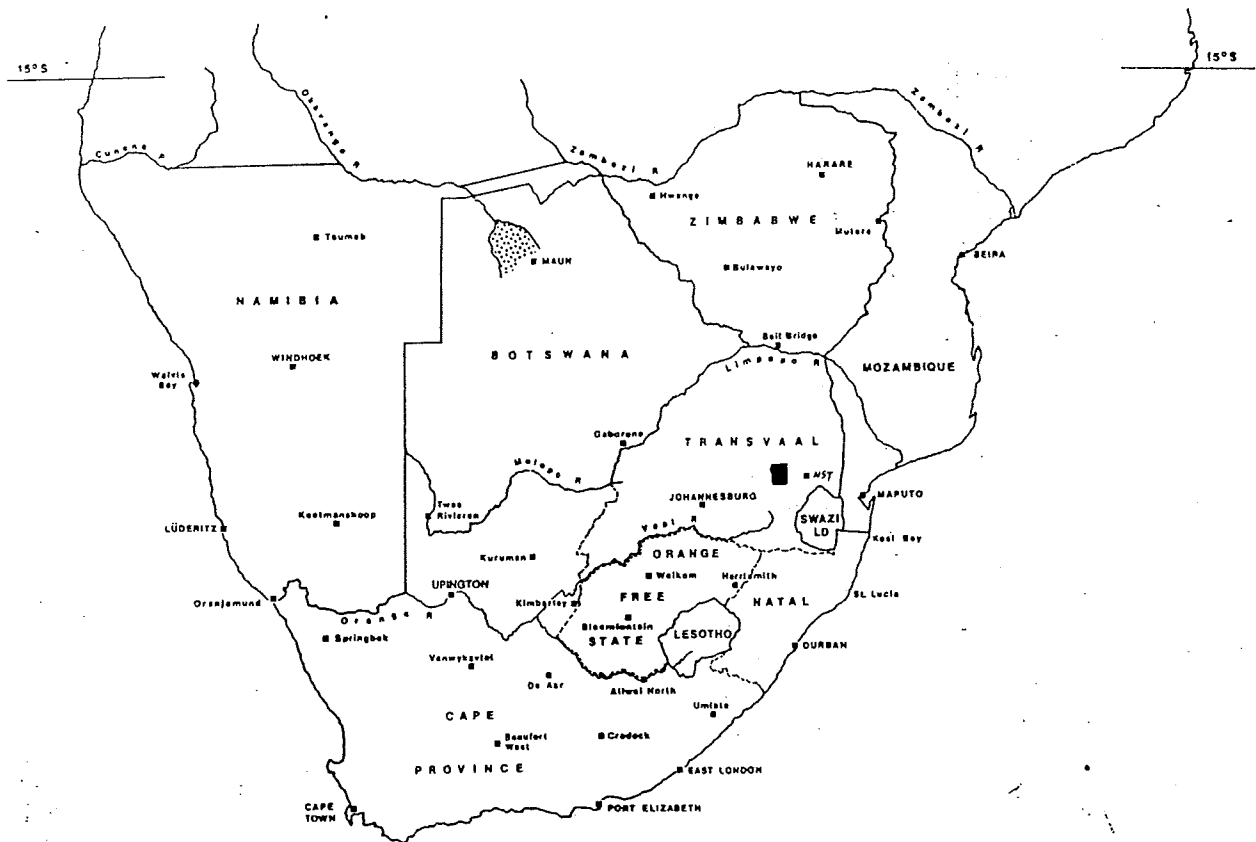 15°S
15°S
Okavango R
Zambezi R
Cunene R
Zambezi R
HARARE
Hwange
ZIMBABWE
Mutare
Tsumeb
MAUN
Bulawayo
BEIRA
NAMIBIA
Beit Bridge
BOTSWANA
WINDHOEK
Limpopo R
MOZAMBIQUE
Walvis
Bay
Gaborone
TRANSVAAL
Molopo R
NST
JOHANNESBURG
MAPUTO
Twee
Rivieren
Keetmanshoop
SWAZI
LD
LÜDERITZ
Vaal R
Kosi Bay
ORANGE
Kuruman
Welkom
Harrismith
UPINGTON
FREE
NATAL
St. Lucia
Oranjemund
Kimberley
Orange R
Bloemfontein
Springbok
STATE
LESOTHO
DURBAN
Vanwyksvlei
De Aar
Aliwal North
Umtata
CAPE
Beaufort
West
Cradock
PROVINCE
EAST LONDON
CAPE
TOWN
PORT ELIZABETH